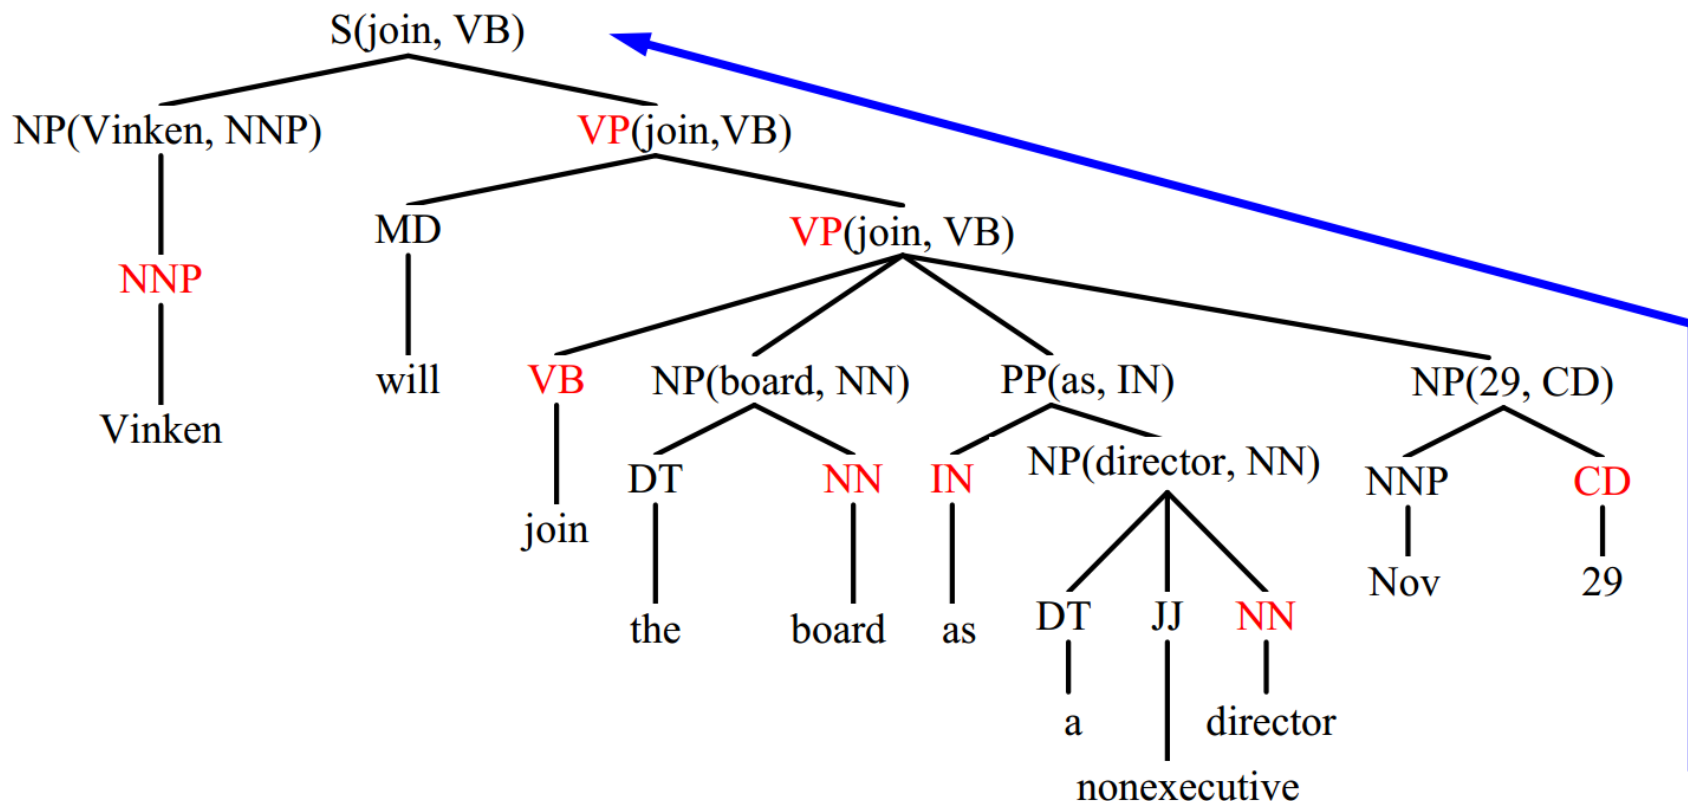 S(join, VB)
NP(Vinken, NNP) VP(join,VB)
MD VP(join, VB)
NNP
will VB NP(board, NN) PP(as, IN) NP(29, CD)
Vinken
DT NN IN NP(director, NN) NNP CD
join
Nov 29
the board as DT JJ NN
a director
nonexecutive